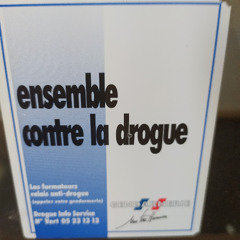 ensemble
contre la drogue
Les formateurs
relais anti-drogue
(appelez votre gendarmerie)
Drogue Info Service
N° Vert 05 23 13 13
GENDARMERIE